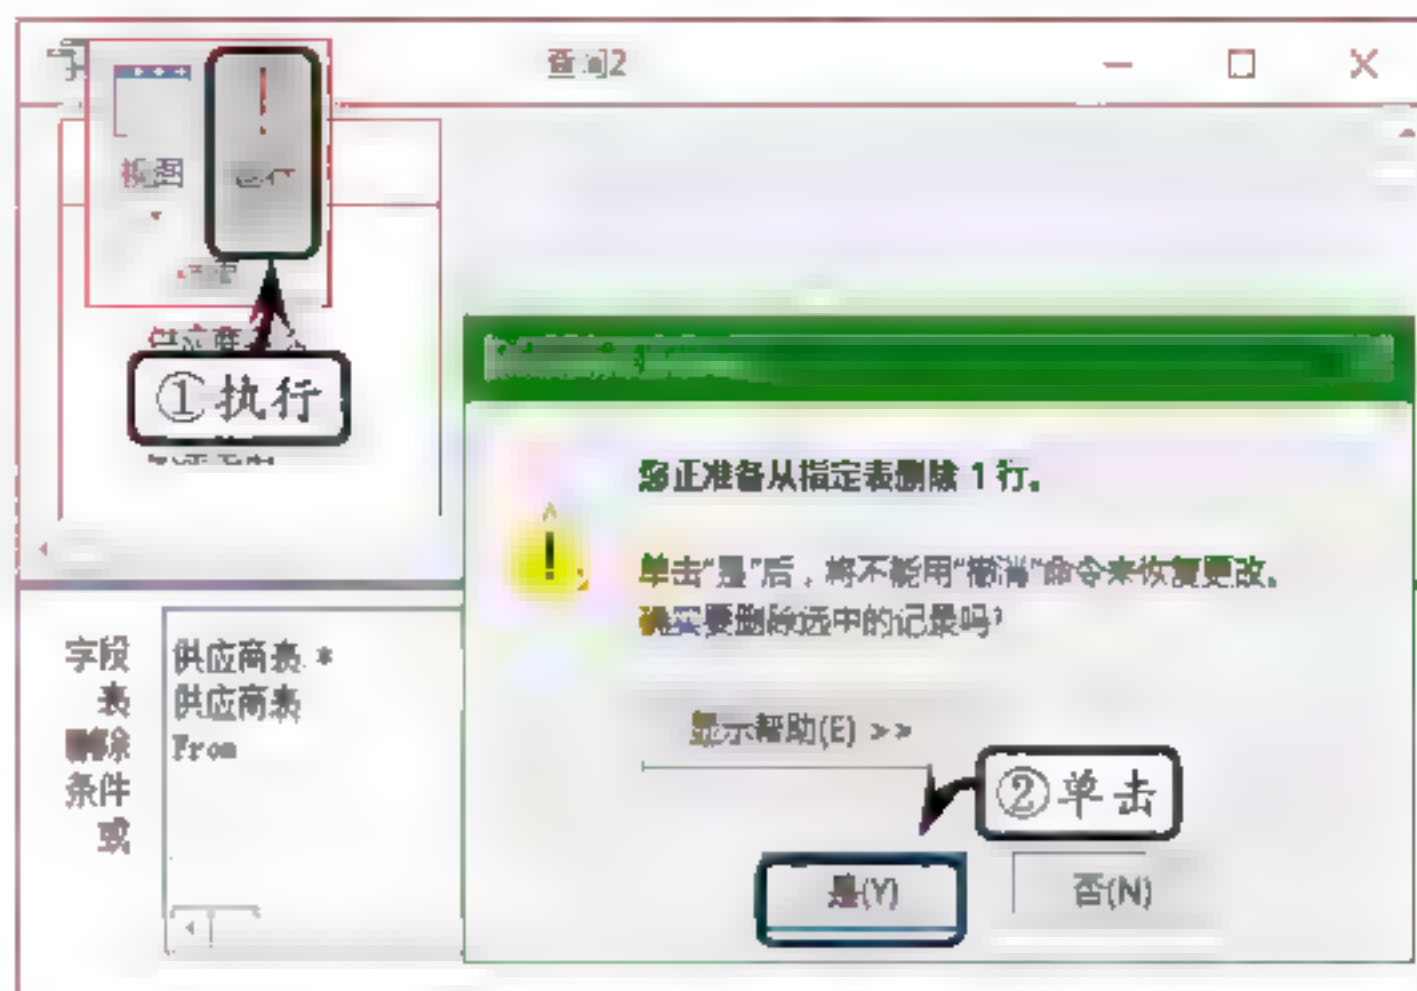 查询2
视图
运行
①执行
您正准备从指定表删除 1 行。
单击“是”后，将不能用“撤消”命令来恢复更改。
确实要删除选中的记录吗?
字段 供应商表.*
表 供应商表
删除 From
条件
或
显示帮助(E) >>
②单击
是(Y) 否(N)